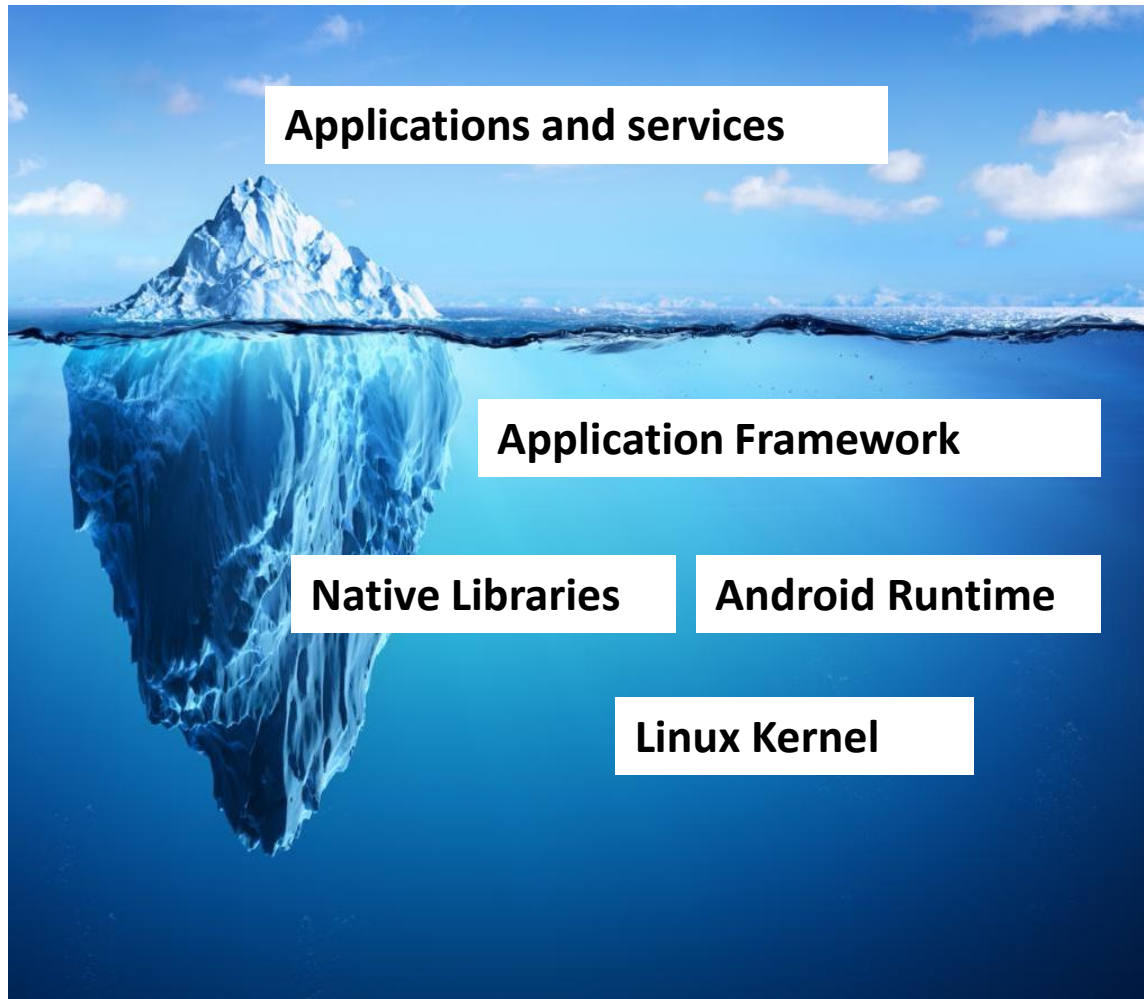 Applications and services
Application Framework
Native Libraries
Android Runtime
Linux Kernel